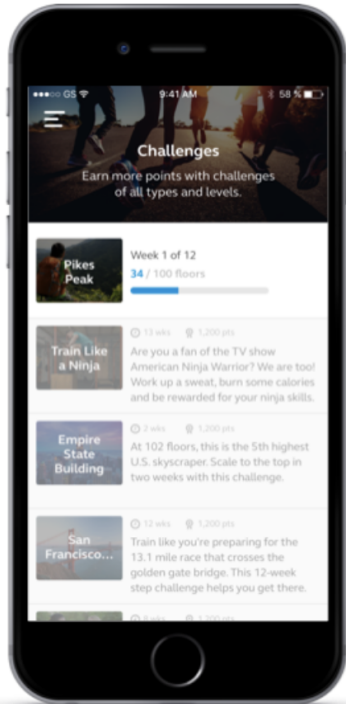 GS 9:41 AM 58 %
Challenges
Earn more points with challenges
of all types and levels.
Pikes
Peak
Week 1 of 12
34 / 100 floors
Train Like
a Ninja
13 wks 1,200 pts
Are you a fan of the TV show
American Ninja Warrior? We are too!
Work up a sweat, burn some calories
and be rewarded for your ninja skills.
Empire
State
Building
2 wks 1,200 pts
At 102 floors, this is the 5th highest
U.S. skyscraper. Scale to the top in
two weeks with this challenge.
San
Francisco...
12 wks 1,200 pts
Train like you're preparing for the
13.1 mile race that crosses the
golden gate bridge. This 12-week
step challenge helps you get there.
wks 1,200 pts